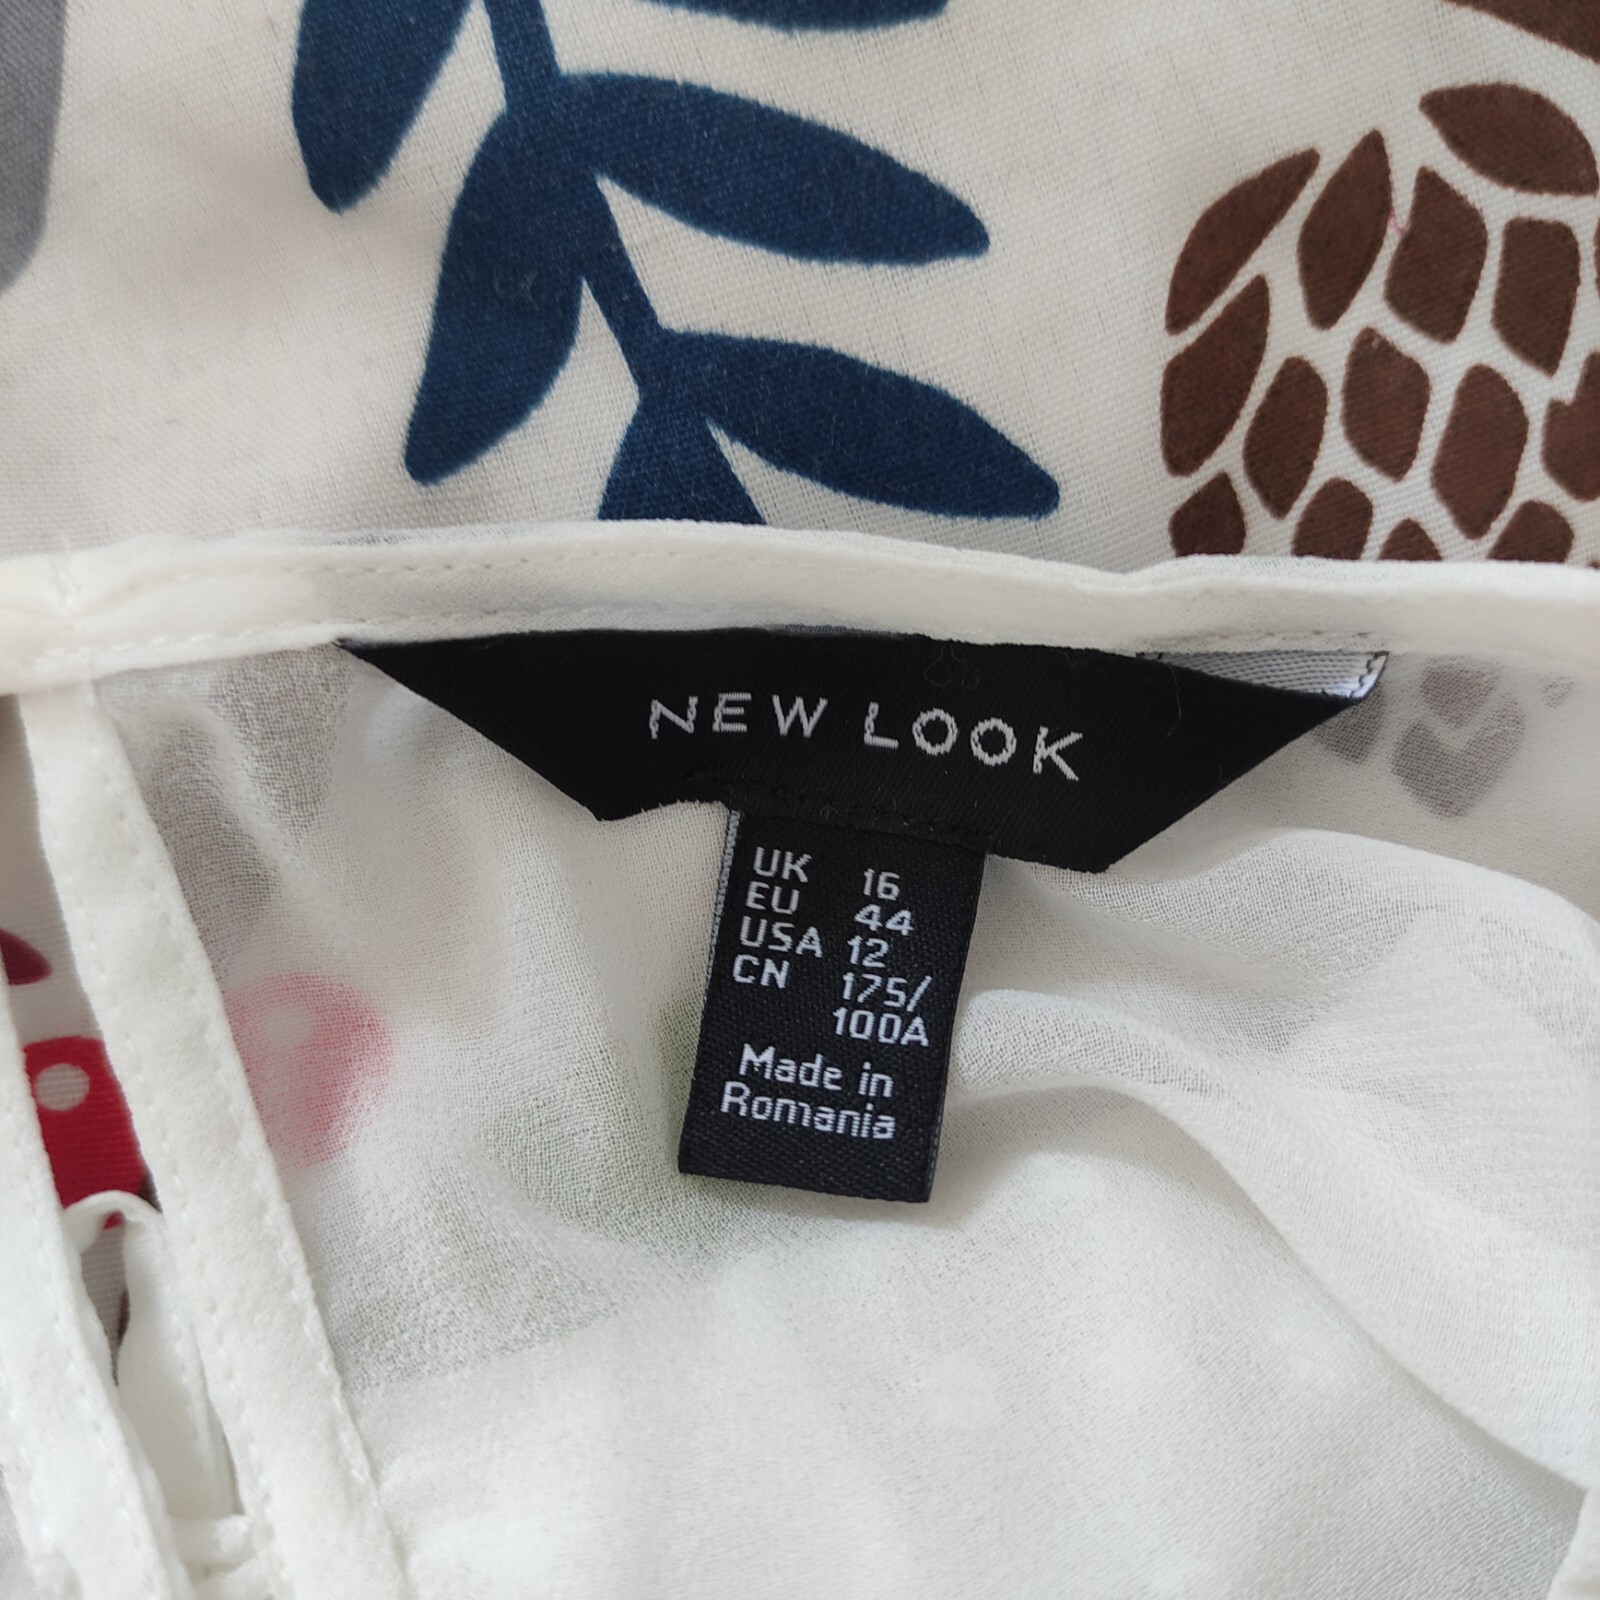 NEW LOOK
UK 16
EU 44
USA 12
CN 175/
100A
Made in
Romania